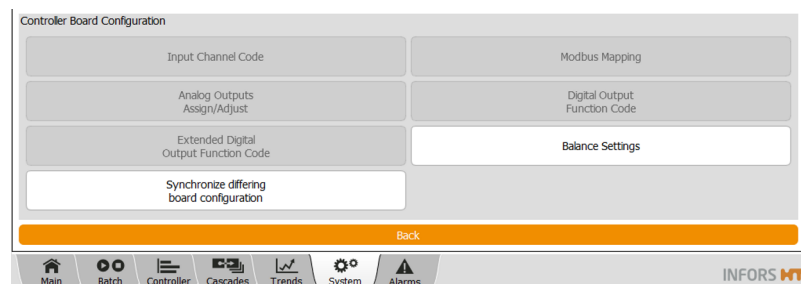 Controller Board Configuration
Input Channel Code
Modbus Mapping
Analog Outputs
Assign/Adjust
Digital Output
Function Code
Extended Digital
Output Function Code
Balance Settings
Synchronize differing
board configuration
Back
Main Batch Controller Cascades Trends System Alarms
INFORS HT